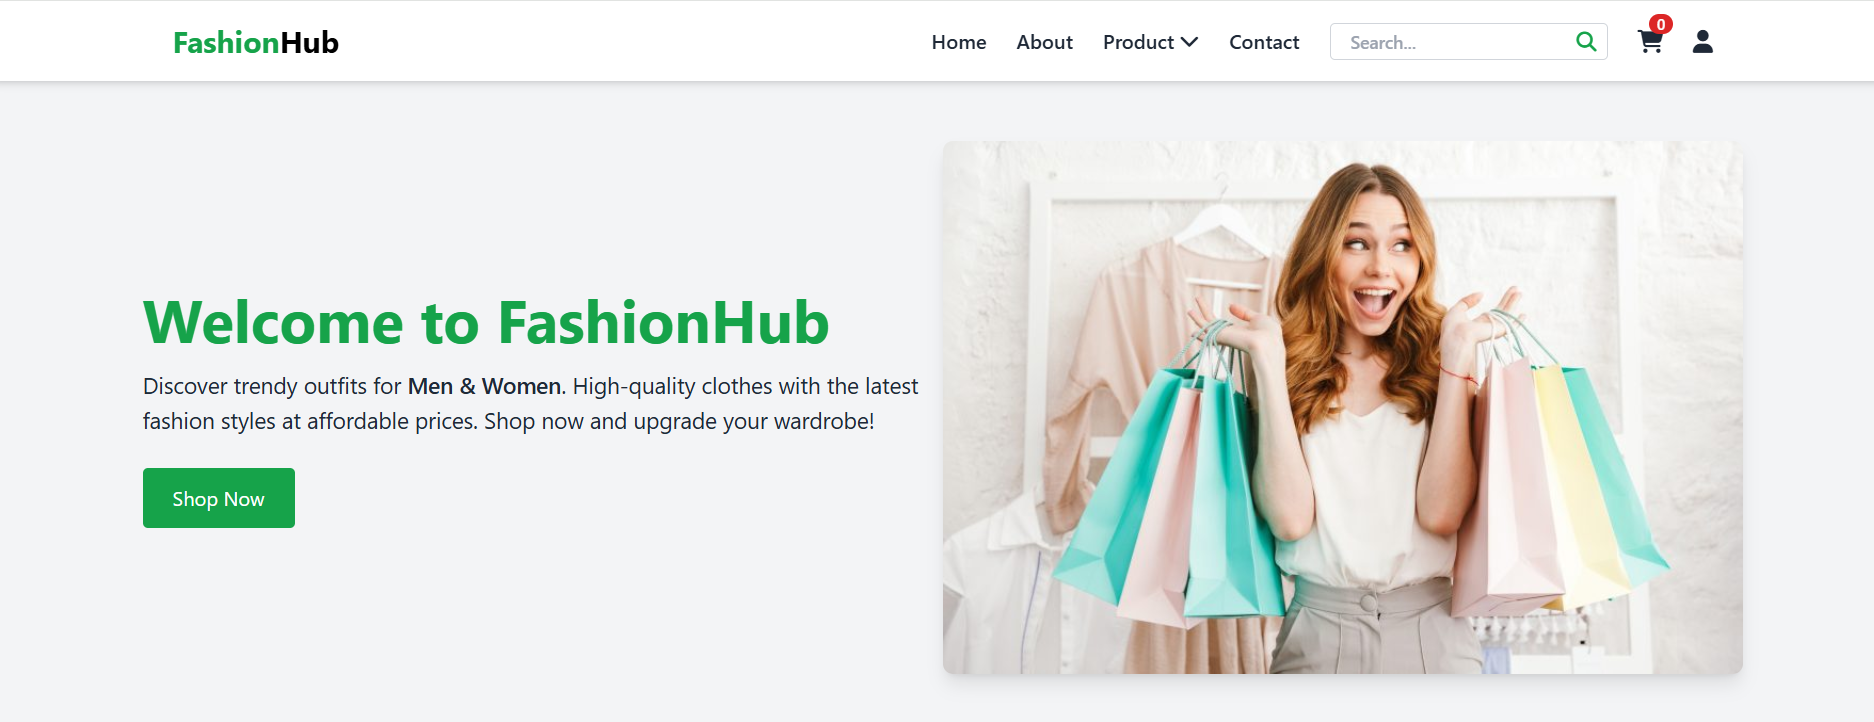 FashionHub
Home About Product Contact Search... 0
Welcome to FashionHub
Discover trendy outfits for Men & Women. High-quality clothes with the latest
fashion styles at affordable prices. Shop now and upgrade your wardrobe!
Shop Now